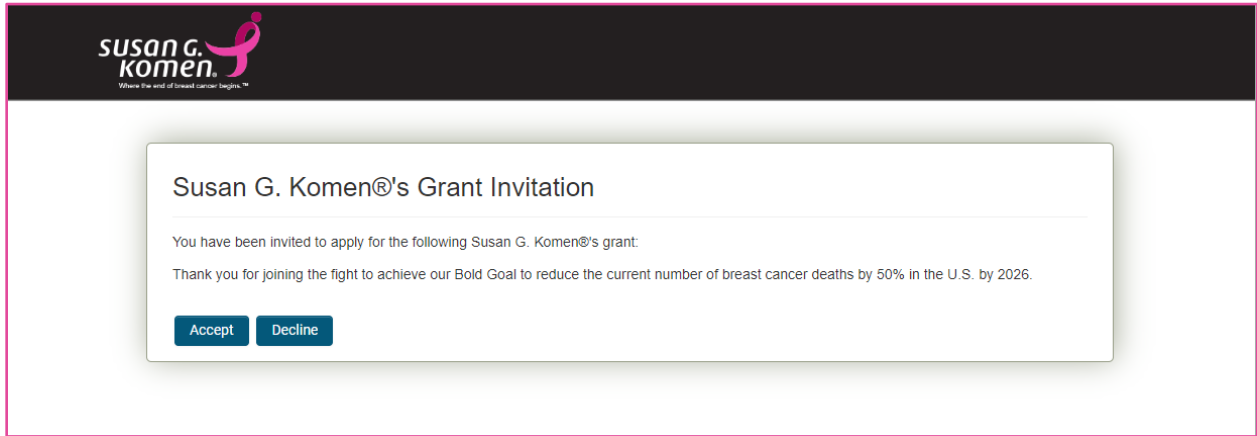 susan G.
Komen®
Where the end of breast cancer begins.™
Susan G. Komen®'s Grant Invitation
You have been invited to apply for the following Susan G. Komen®'s grant:
Thank you for joining the fight to achieve our Bold Goal to reduce the current number of breast cancer deaths by 50% in the U.S. by 2026.
Accept Decline